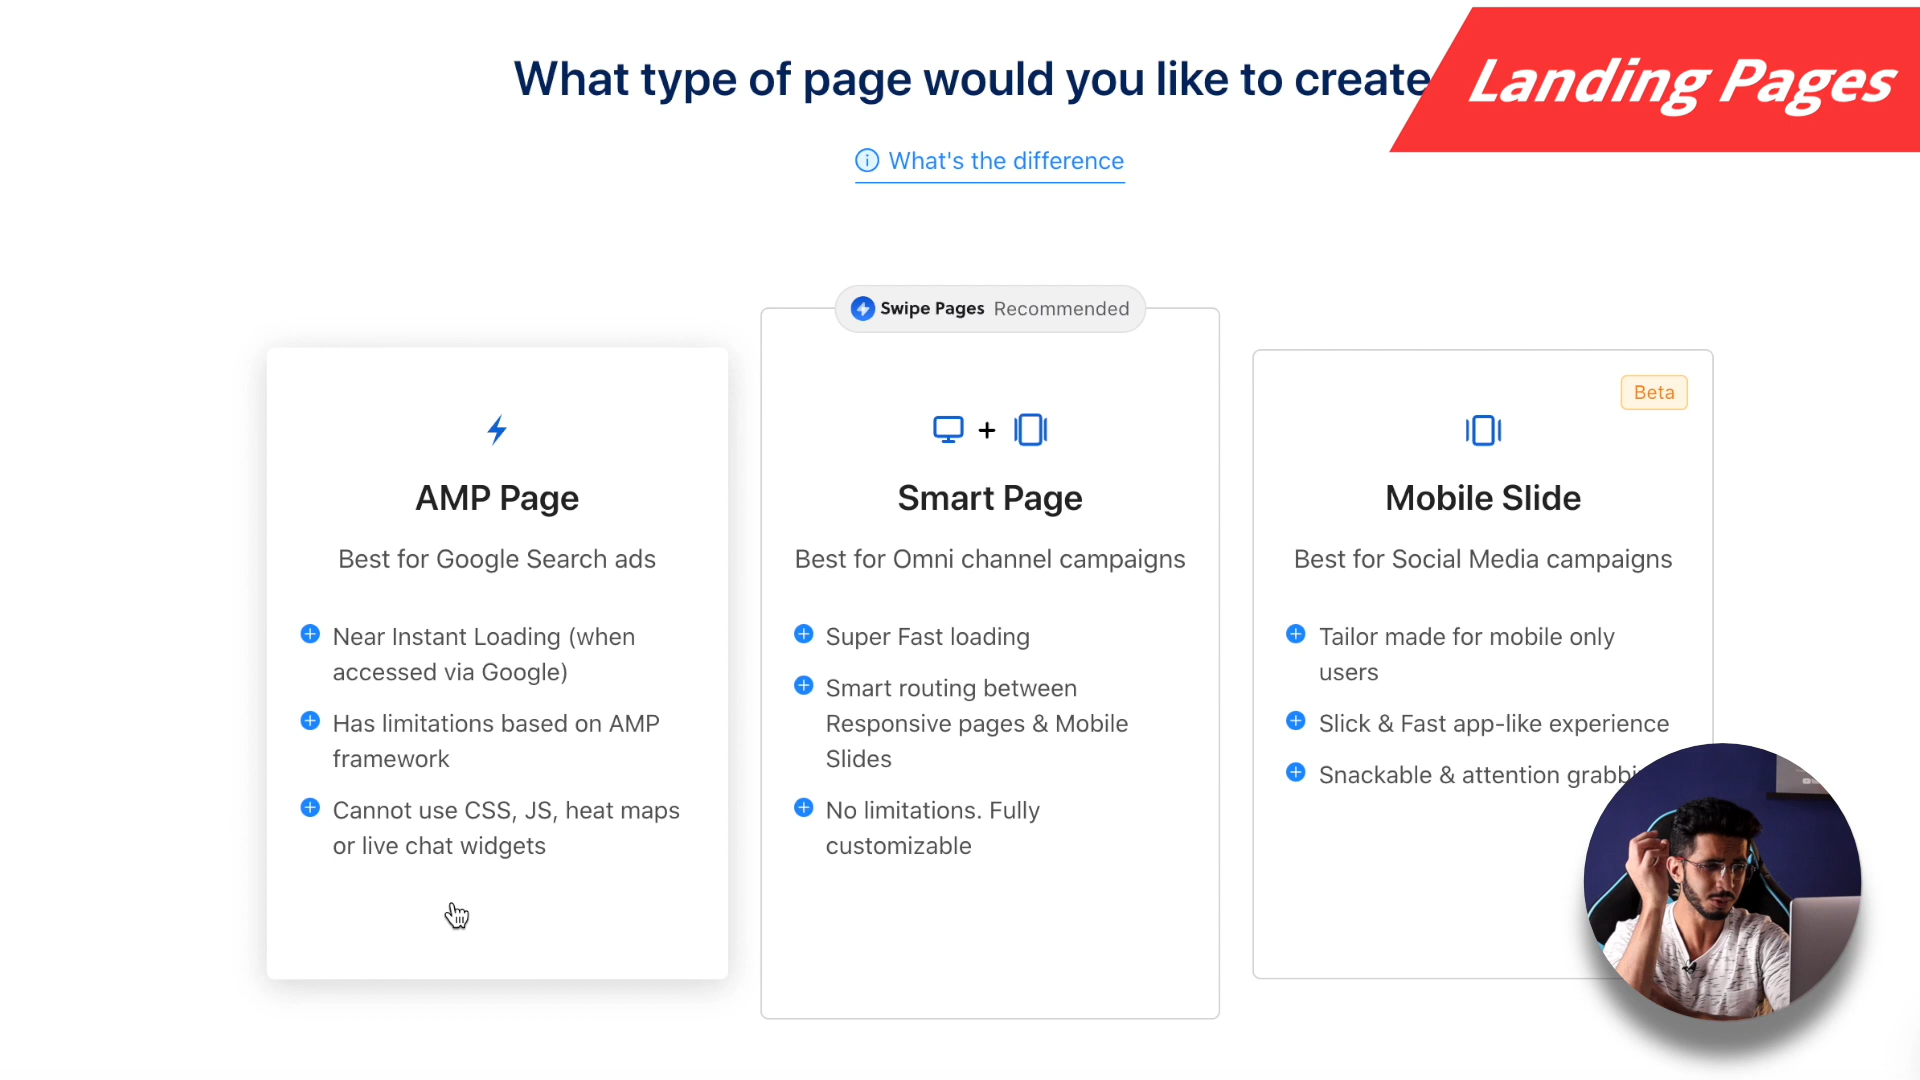 What type of page would you like to create
Landing Pages
What's the difference
Swipe Pages Recommended
AMP Page
Best for Google Search ads
Near Instant Loading (when
accessed via Google)
Has limitations based on AMP
framework
Cannot use CSS, JS, heat maps
or live chat widgets
Smart Page
Best for Omni channel campaigns
Super Fast loading
Smart routing between
Responsive pages & Mobile
Slides
No limitations. Fully
customizable
Beta
Mobile Slide
Best for Social Media campaigns
Tailor made for mobile only
users
Slick & Fast app-like experience
Snackable & attention